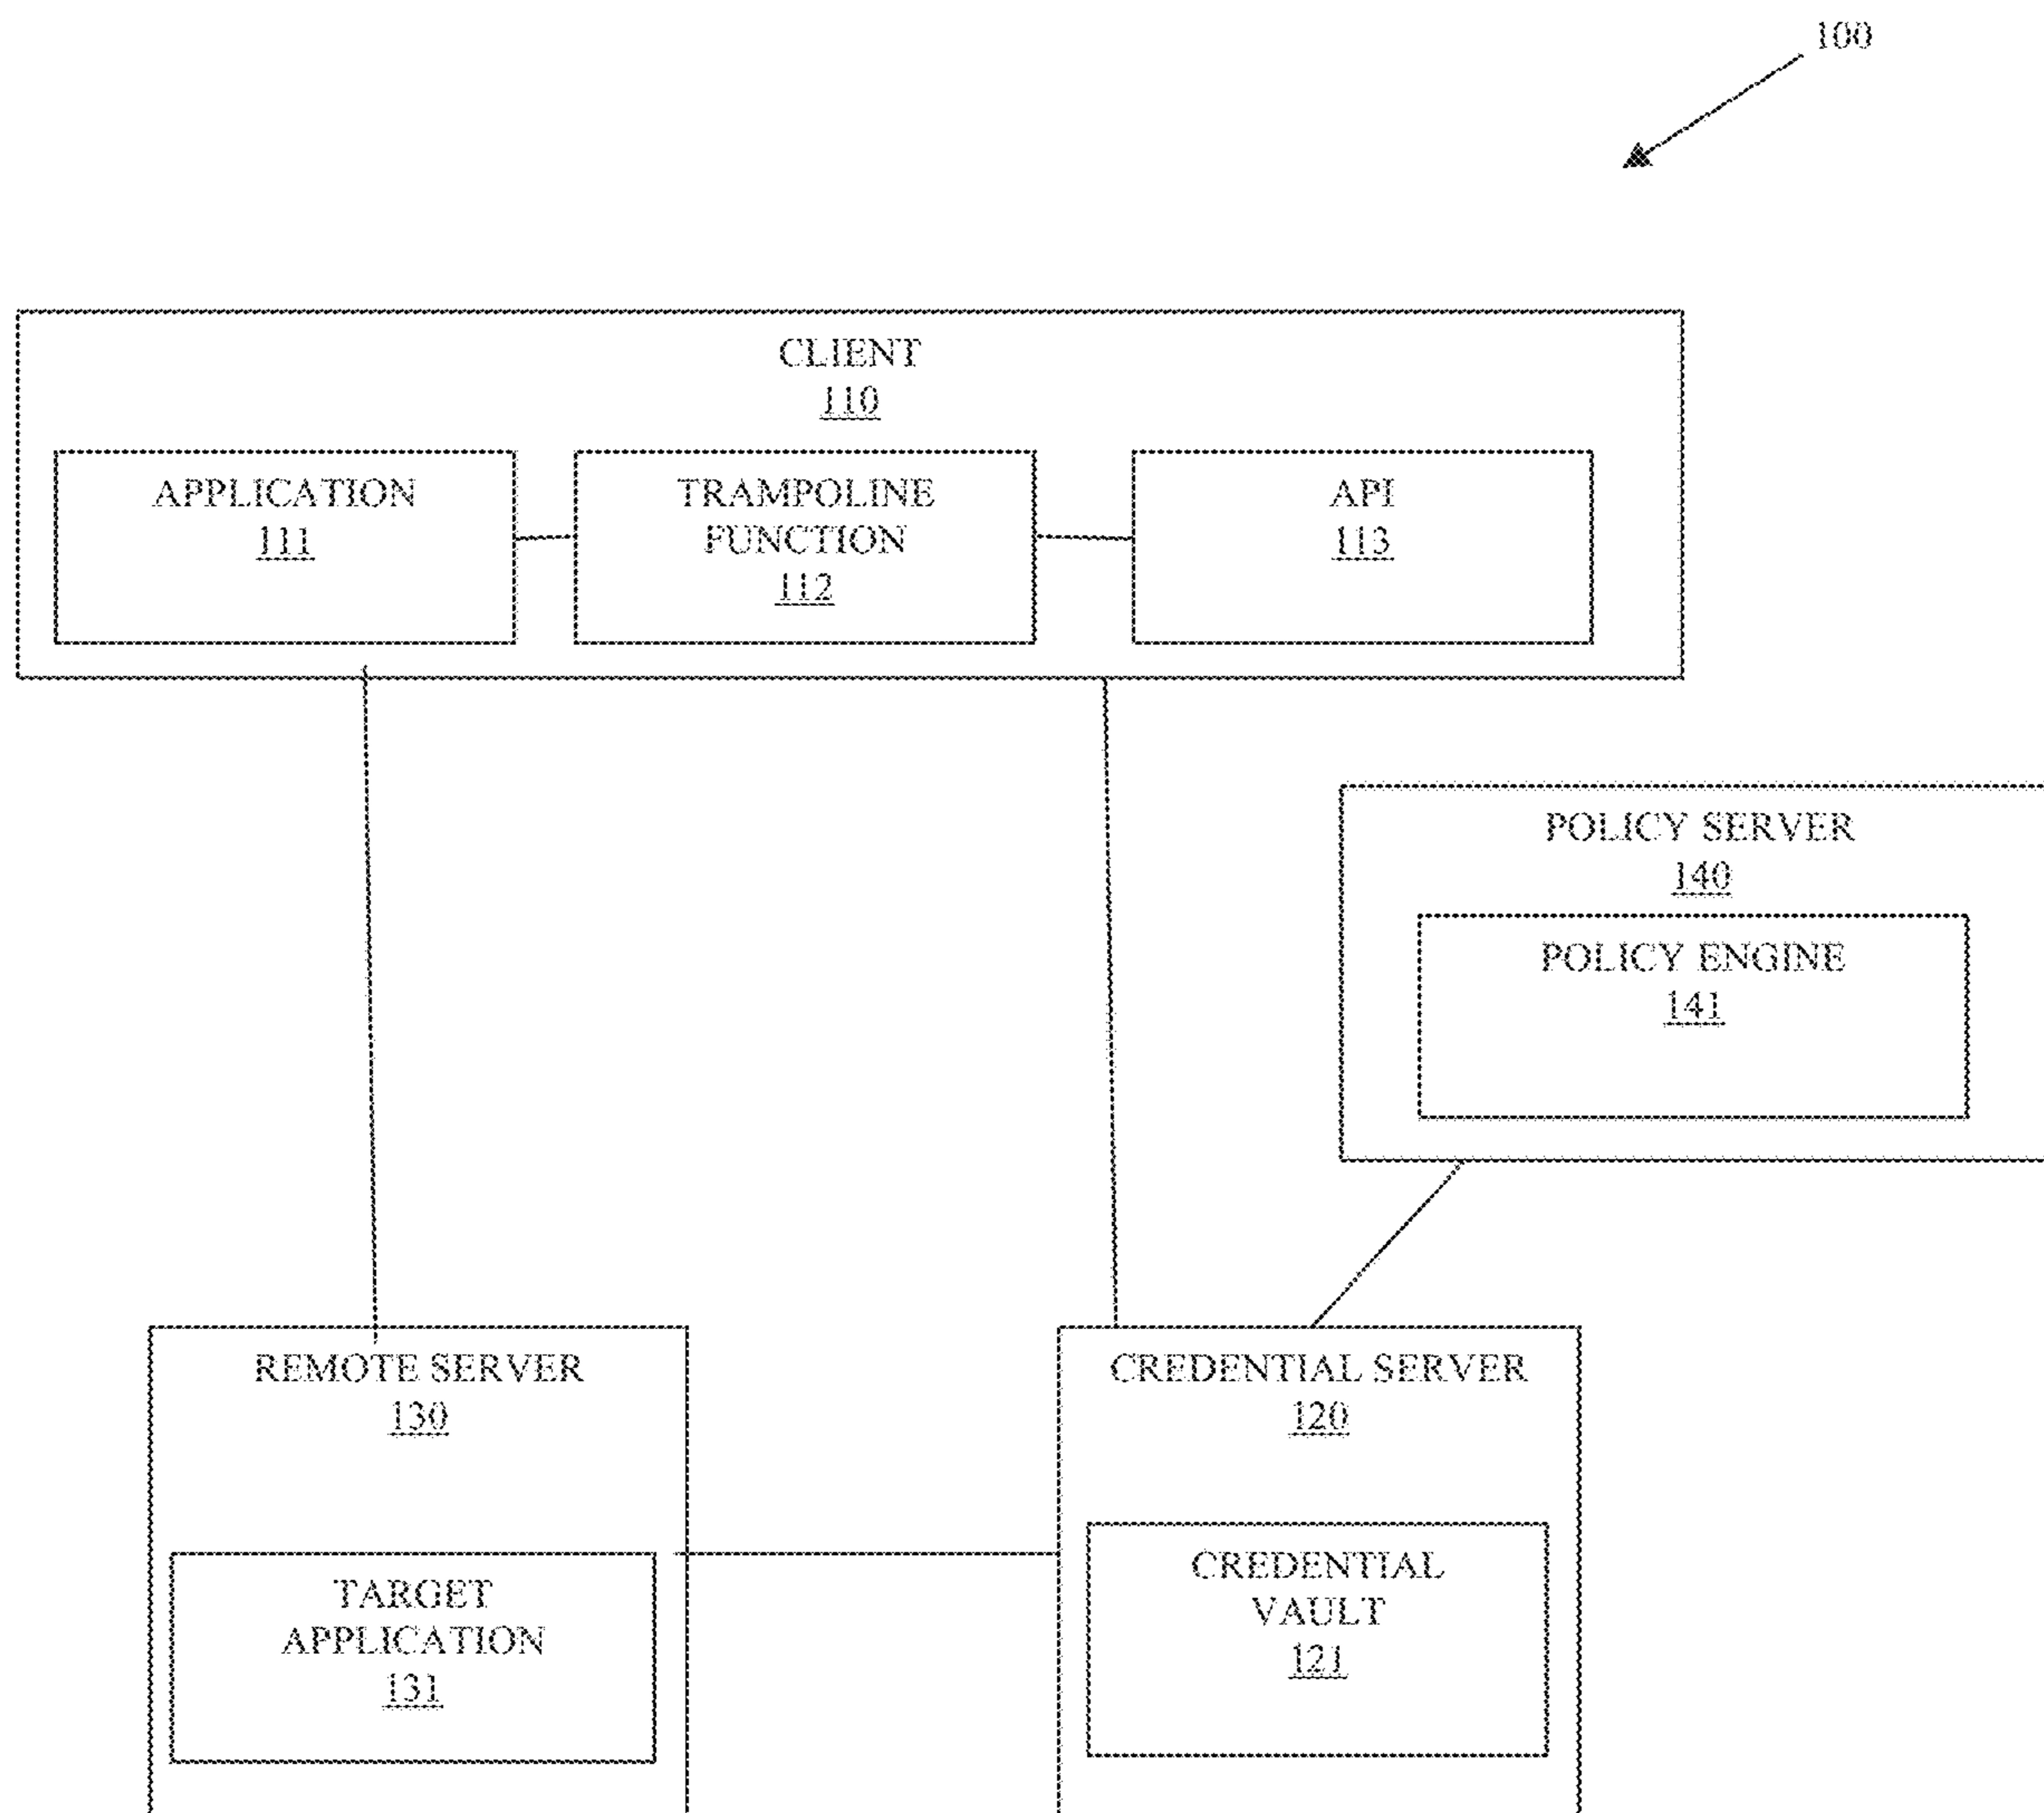 100
CLIENT
110
APPLICATION
111
TRAMPOLINE
FUNCTION
112
API
113
POLICY SERVER
140
POLICY ENGINE
141
REMOTE SERVER
130
TARGET
APPLICATION
131
CREDENTIAL SERVER
120
CREDENTIAL
VAULT
121